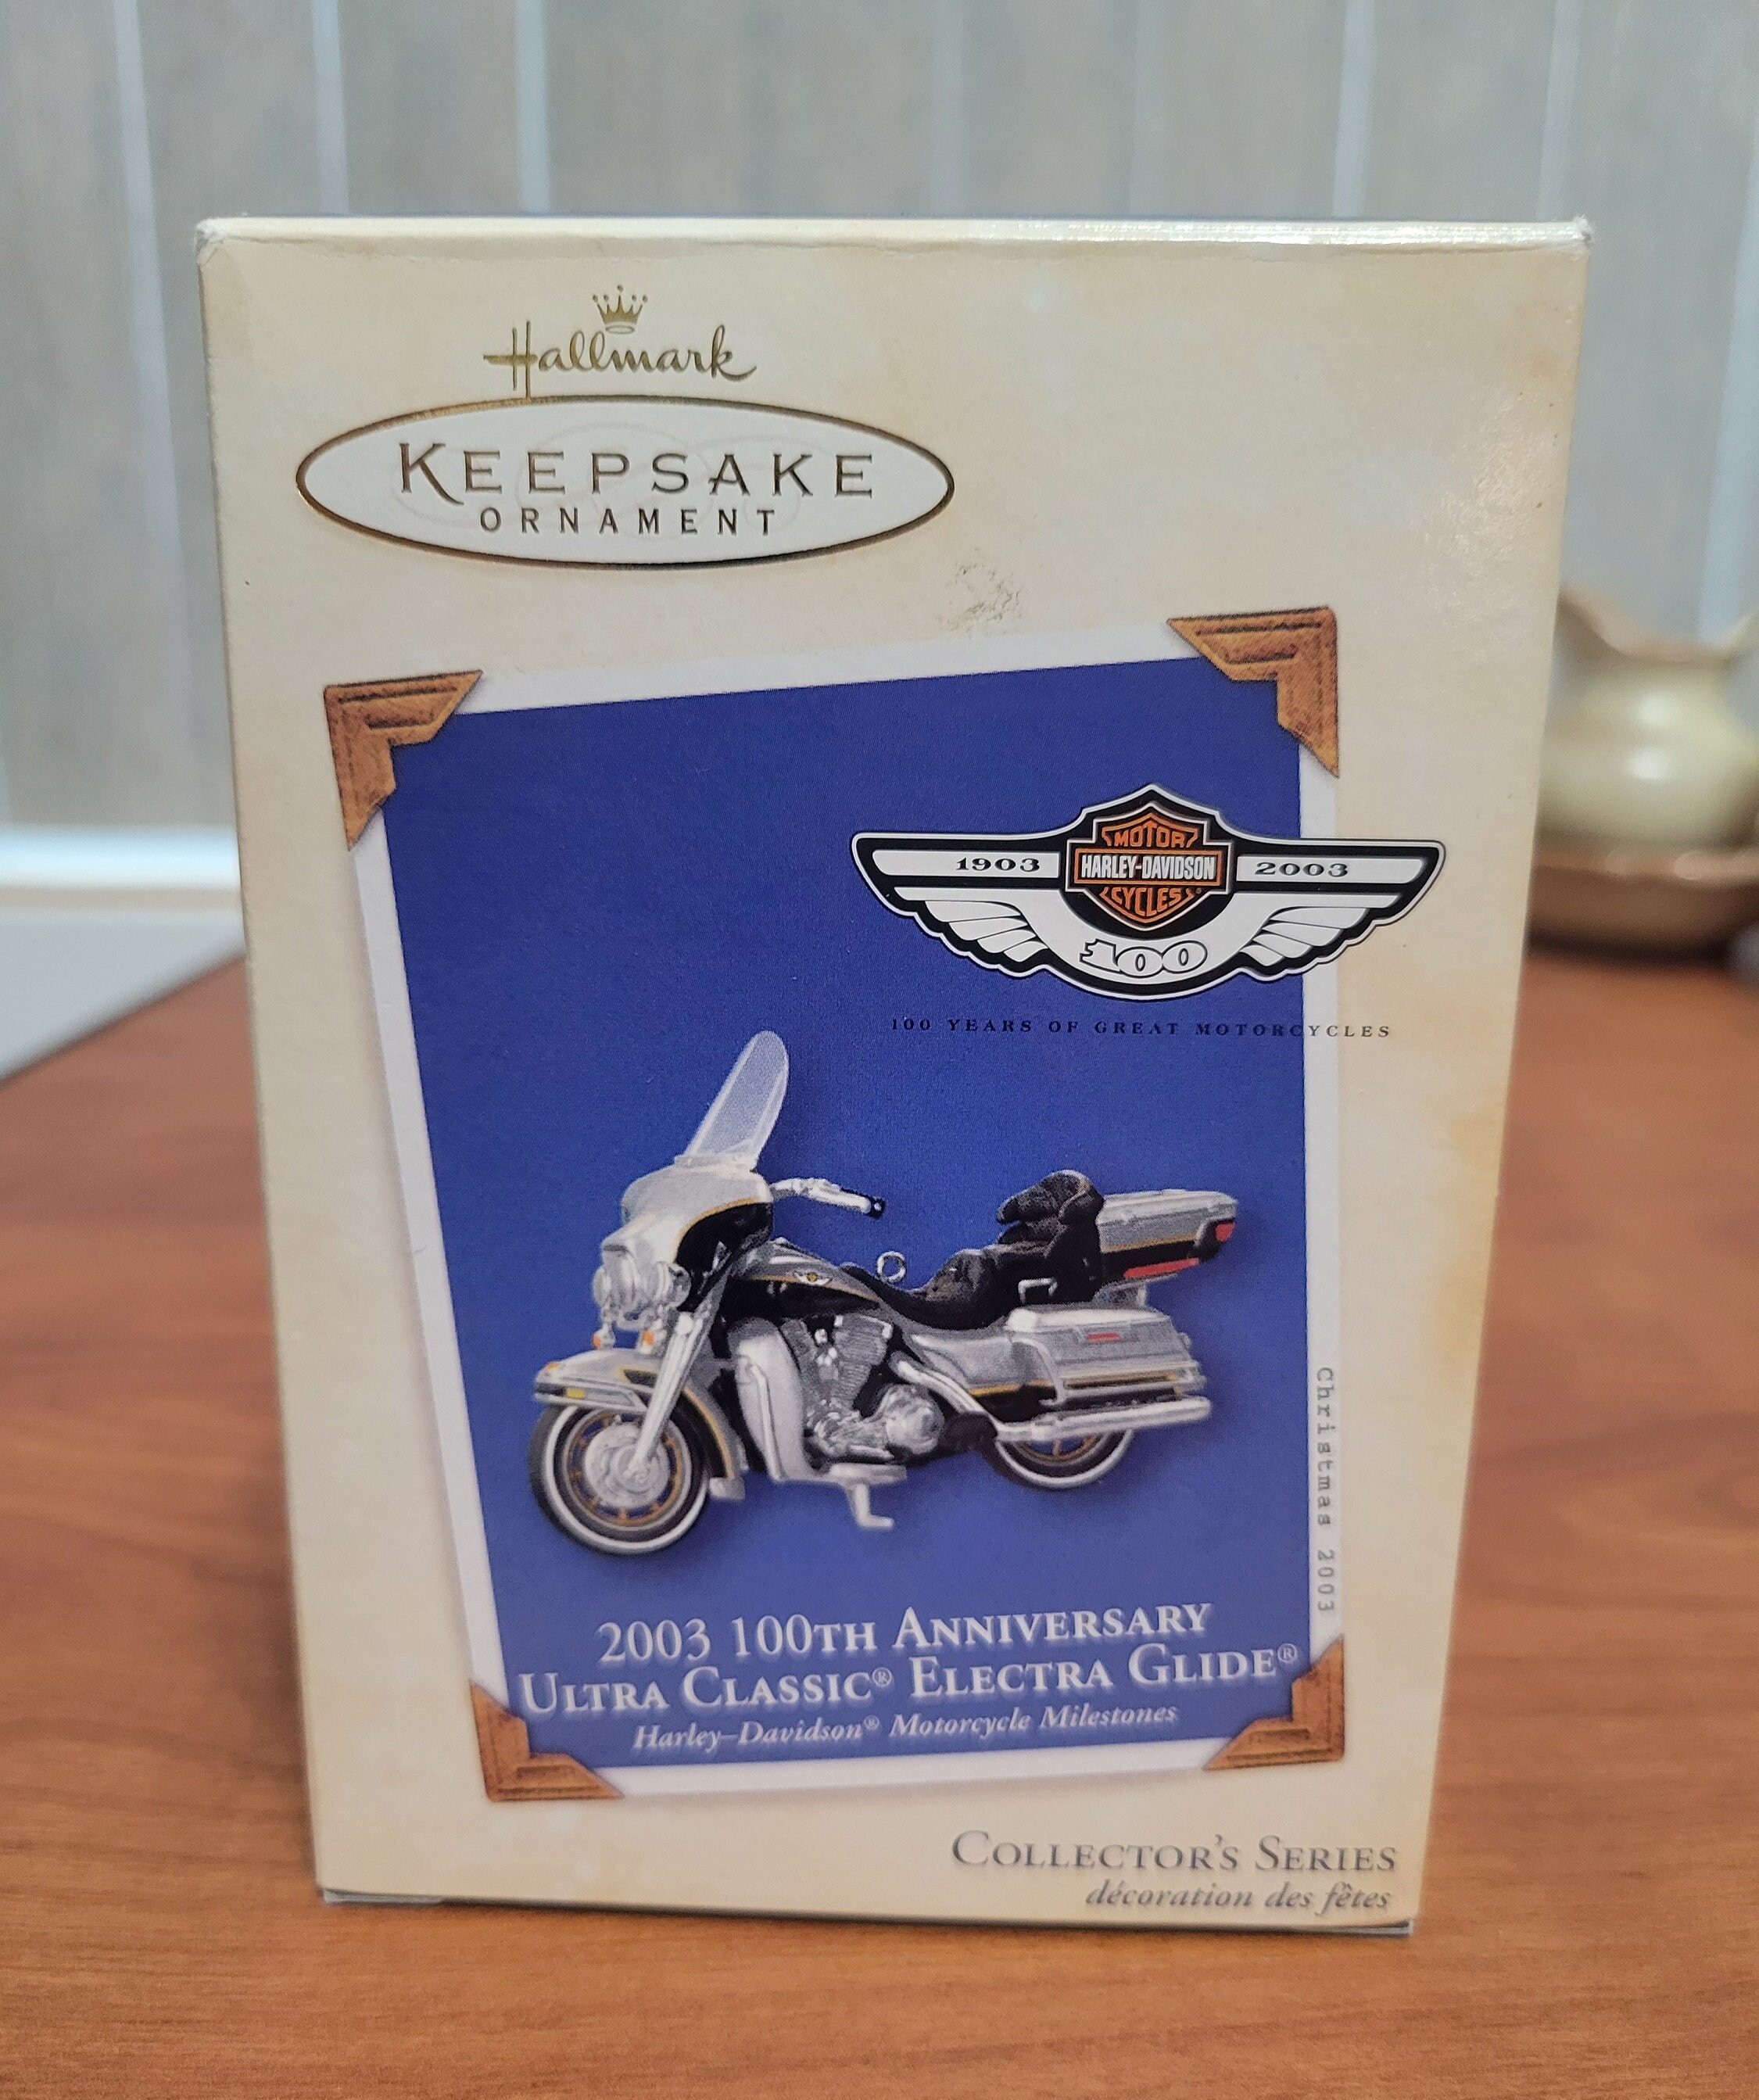 Hallmark
KEEPSAKE
ORNAMENT
MOTOR
1903 HARLEY-DAVIDSON 2003
CYCLES
100
100 YEARS OF GREAT MOTORCYCLES
Christmas 2003
2003 100TH ANNIVERSARY
ULTRA CLASSIC® ELECTRA GLIDE®
Harley-Davidson® Motorcycle Milestones
COLLECTOR'S SERIES
décoration des fêtes